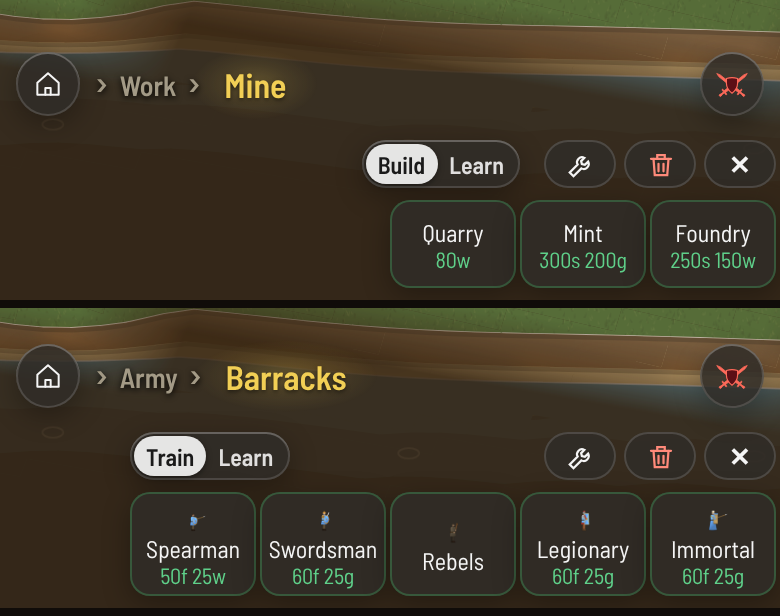 › Work › Mine
Build Learn
Quarry Mint Foundry
80w 300s 200g 250s 150w
› Army › Barracks
Train Learn
Spearman Swordsman Rebels Legionary Immortal
50f 25w 60f 25g 60f 25g 60f 25g